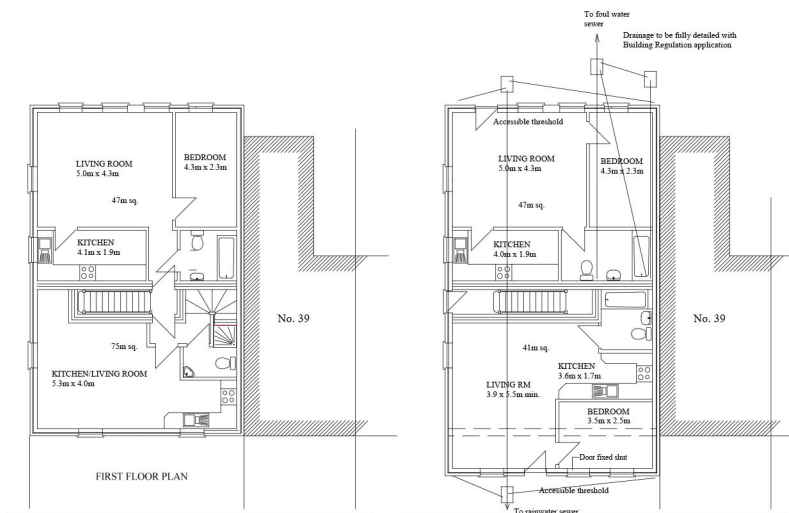 To foul water
sewer
Drainage to be fully detailed with
Building Regulation application
LIVING ROOM
5.0m x 4.3m
BEDROOM
4.3m x 2.3m
47m sq.
KITCHEN
4.1m x 1.9m
75m sq.
KITCHEN/LIVING ROOM
5.3m x 4.0m
No. 39
FIRST FLOOR PLAN
Accessible threshold
LIVING ROOM
5.0m x 4.3m
BEDROOM
4.3m x 2.3m
47m sq.
KITCHEN
4.0m x 1.9m
41m sq.
KITCHEN
3.6m x 1.7m
LIVING RM
3.9 x 5.5m min.
BEDROOM
3.5m x 2.5m
Door fixed shut
Accessible threshold
To rainwater sewer
No. 39